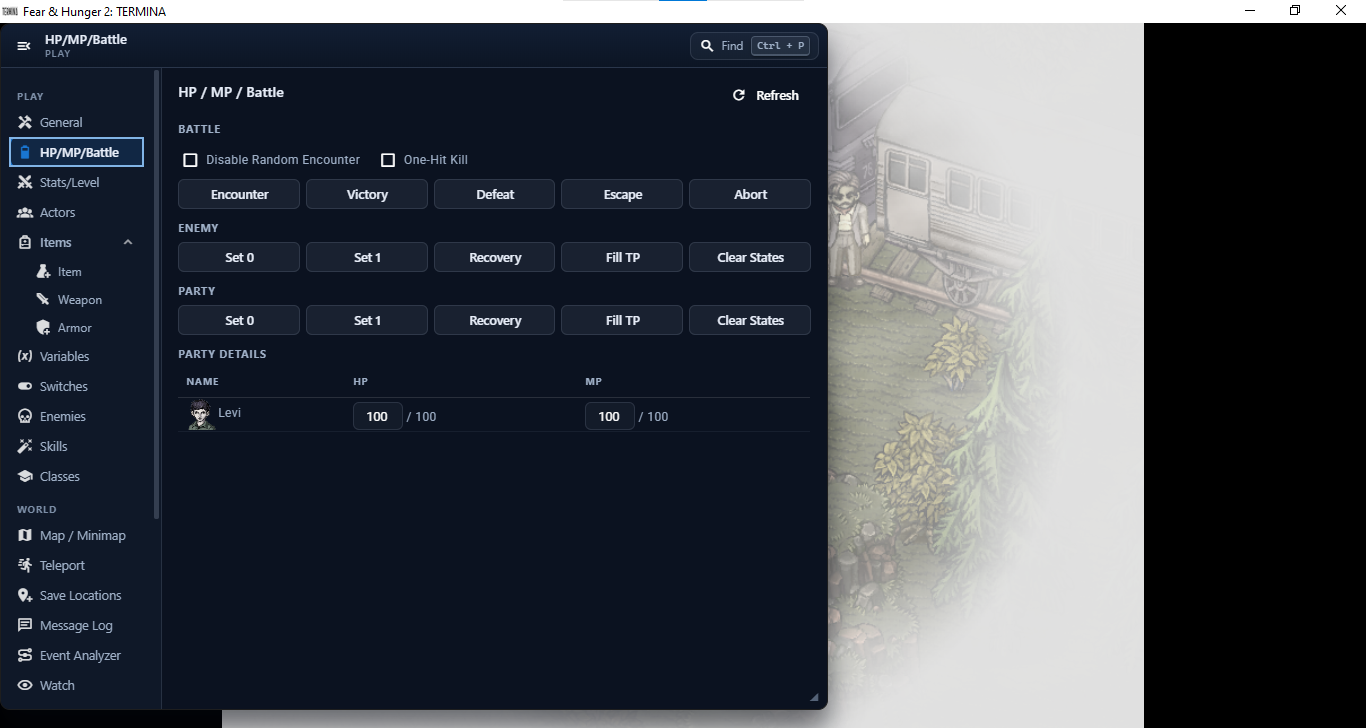 TERMINA Fear & Hunger 2: TERMINA
HP/MP/Battle
PLAY
Find Ctrl + P
PLAY
General
HP/MP/Battle
Stats/Level
Actors
Items
Item
Weapon
Armor
Variables
Switches
Enemies
Skills
Classes
WORLD
Map / Minimap
Teleport
Save Locations
Message Log
Event Analyzer
Watch
HP / MP / Battle
Refresh
BATTLE
Disable Random Encounter One-Hit Kill
Encounter Victory Defeat Escape Abort
ENEMY
Set 0 Set 1 Recovery Fill TP Clear States
PARTY
Set 0 Set 1 Recovery Fill TP Clear States
PARTY DETAILS
NAME HP MP
Levi 100 / 100 100 / 100